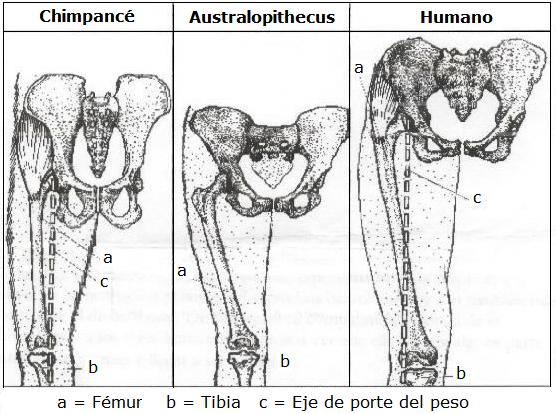 Chimpancé Australopithecus Humano
a
c
a
c
a
b
b
b
a = Fémur b = Tibia c = Eje de porte del peso